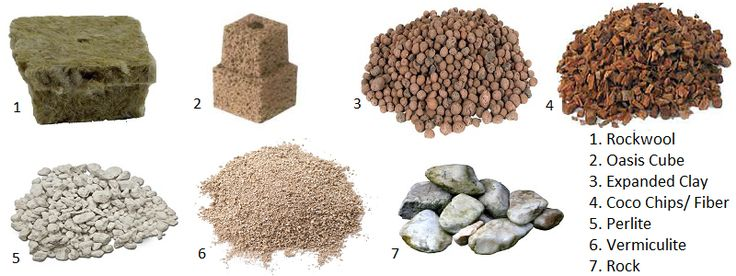 1
2
3
4
1. Rockwool
2. Oasis Cube
3. Expanded Clay
4. Coco Chips/ Fiber
5. Perlite
6. Vermiculite
7. Rock
5
6
7